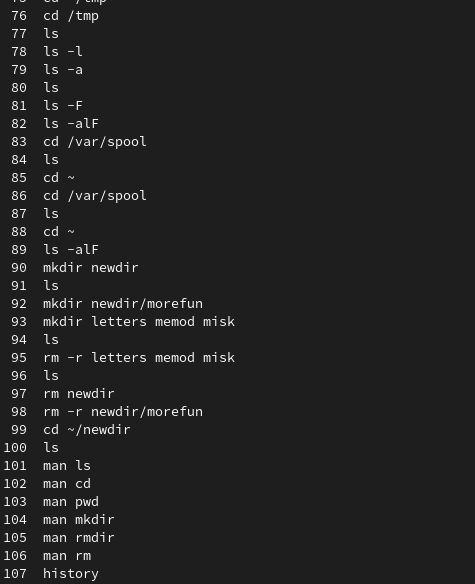 76 cd /tmp
77 ls
78 ls -l
79 ls -a
80 ls
81 ls -F
82 ls -alF
83 cd /var/spool
84 ls
85 cd ~
86 cd /var/spool
87 ls
88 cd ~
89 ls -alF
90 mkdir newdir
91 ls
92 mkdir newdir/morefun
93 mkdir letters memod misk
94 ls
95 rm -r letters memod misk
96 ls
97 rm newdir
98 rm -r newdir/morefun
99 cd ~/newdir
100 ls
101 man ls
102 man cd
103 man pwd
104 man mkdir
105 man rmdir
106 man rm
107 history